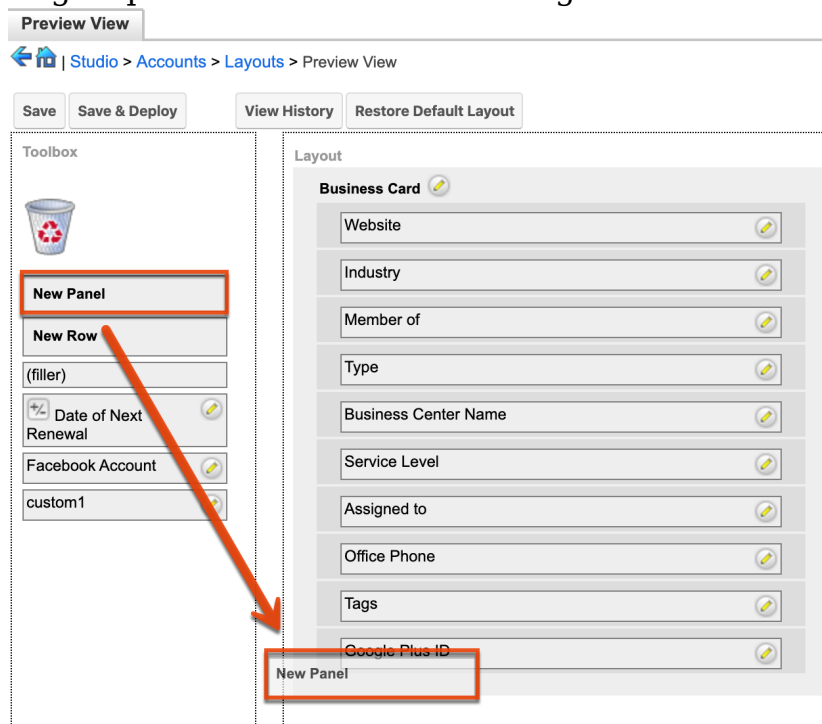 Preview View
| Studio > Accounts > Layouts > Preview View
Save Save & Deploy View History Restore Default Layout
Toolbox
New Panel
New Row
(filler)
+/- Date of Next
Renewal
Facebook Account
custom1
Layout
Business Card
Website
Industry
Member of
Type
Business Center Name
Service Level
Assigned to
Office Phone
Tags
Google Plus ID
New Panel